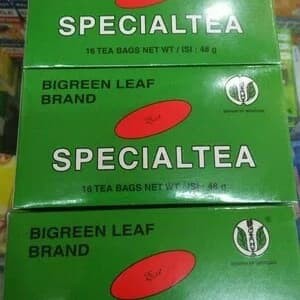 SPECIALTEA
16 TEA BAGS NET WT / ISI : 48 g
BIGREEN LEAF
BRAND
SPECIALTEA
16 TEA BAGS NET WT / ISI : 48 g
BIGREEN LEAF
BRAND